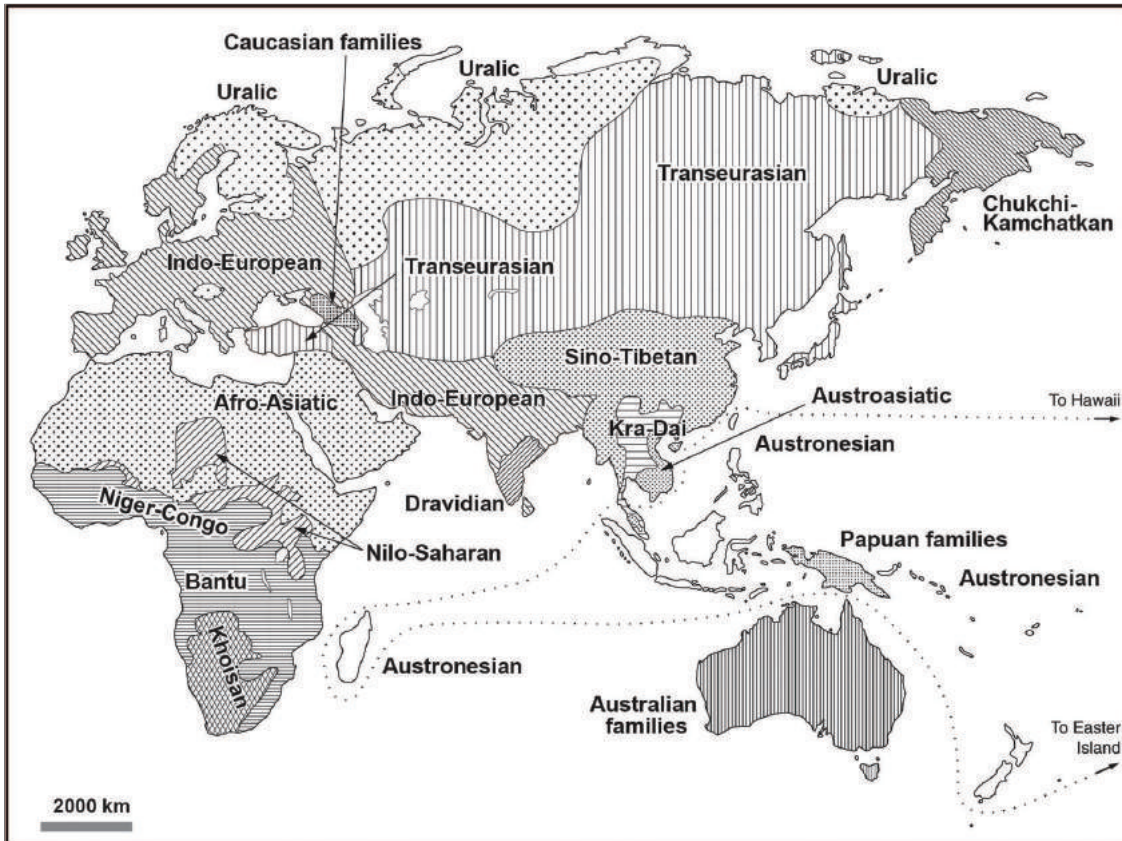 Caucasian families
Uralic
Uralic
Uralic
Transeurasian
Chukchi-
Kamchatkan
Indo-European
Transeurasian
Sino-Tibetan
Afro-Asiatic
Indo-European
Austroasiatic
To Hawaii
Kra-Dai
Austronesian
Dravidian
Niger-Congo
Nilo-Saharan
Papuan families
Bantu
Austronesian
Khoisan
Austronesian
Australian
families
To Easter
Island
2000 km